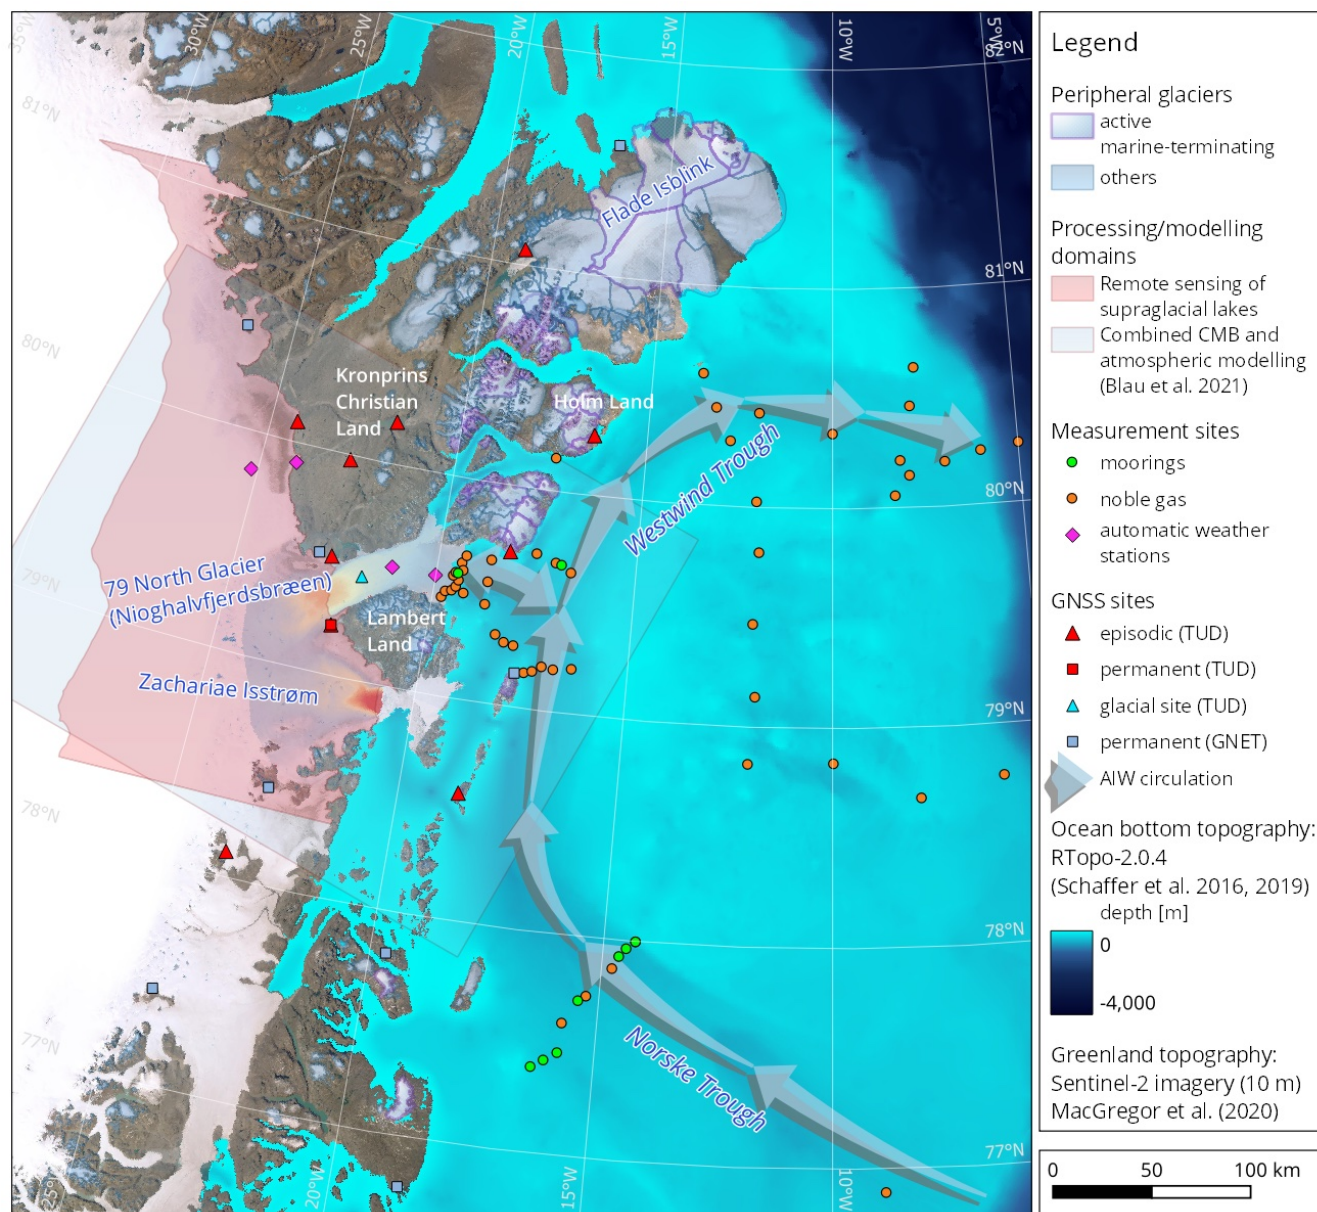 35°W
30°W
25°W
20°W
15°W
10°W
5°W
82°N
81°N
Flade Isblink
81°N
80°N
Kronprins
Christian
Land
Holm Land
Westwind Trough
80°N
79°N
79 North Glacier
(Nioghalvfjerdsbræen)
Lambert
Land
Zachariae Isstrøm
79°N
78°N
78°N
Norske Trough
77°N
77°N
25°W
20°W
15°W
10°W
Legend
Peripheral glaciers
active
marine-terminating
others
Processing/modelling
domains
Remote sensing of
supraglacial lakes
Combined CMB and
atmospheric modelling
(Blau et al. 2021)
Measurement sites
moorings
noble gas
automatic weather
stations
GNSS sites
episodic (TUD)
permanent (TUD)
glacial site (TUD)
permanent (GNET)
AIW circulation
Ocean bottom topography:
RTopo-2.0.4
(Schaffer et al. 2016, 2019)
depth [m]
0
-4,000
Greenland topography:
Sentinel-2 imagery (10 m)
MacGregor et al. (2020)
0 50 100 km